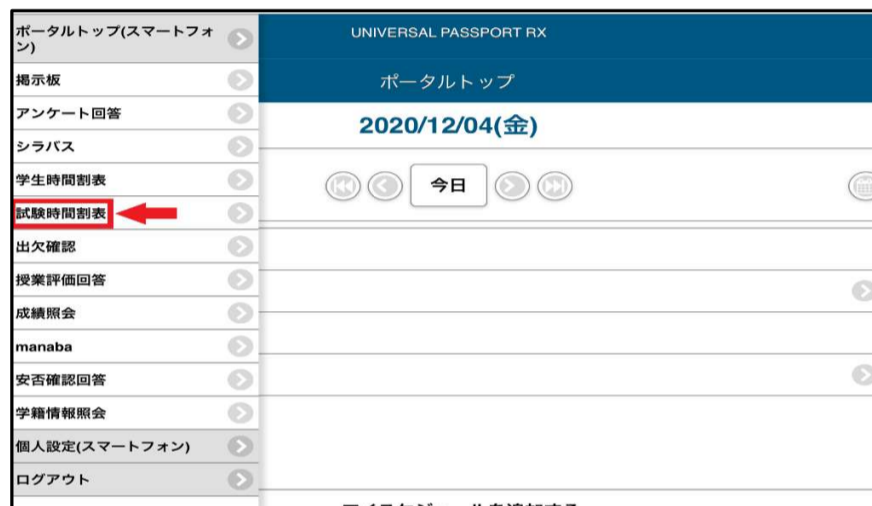 ポータルトップ(スマートフォ
ン)
掲示板
アンケート回答
シラバス
学生時間割表
試験時間割表
出欠確認
授業評価回答
成績照会
manaba
安否確認回答
学籍情報照会
個人設定(スマートフォン)
ログアウト
UNIVERSAL PASSPORT RX
ポータルトップ
2020/12/04(金)
今日